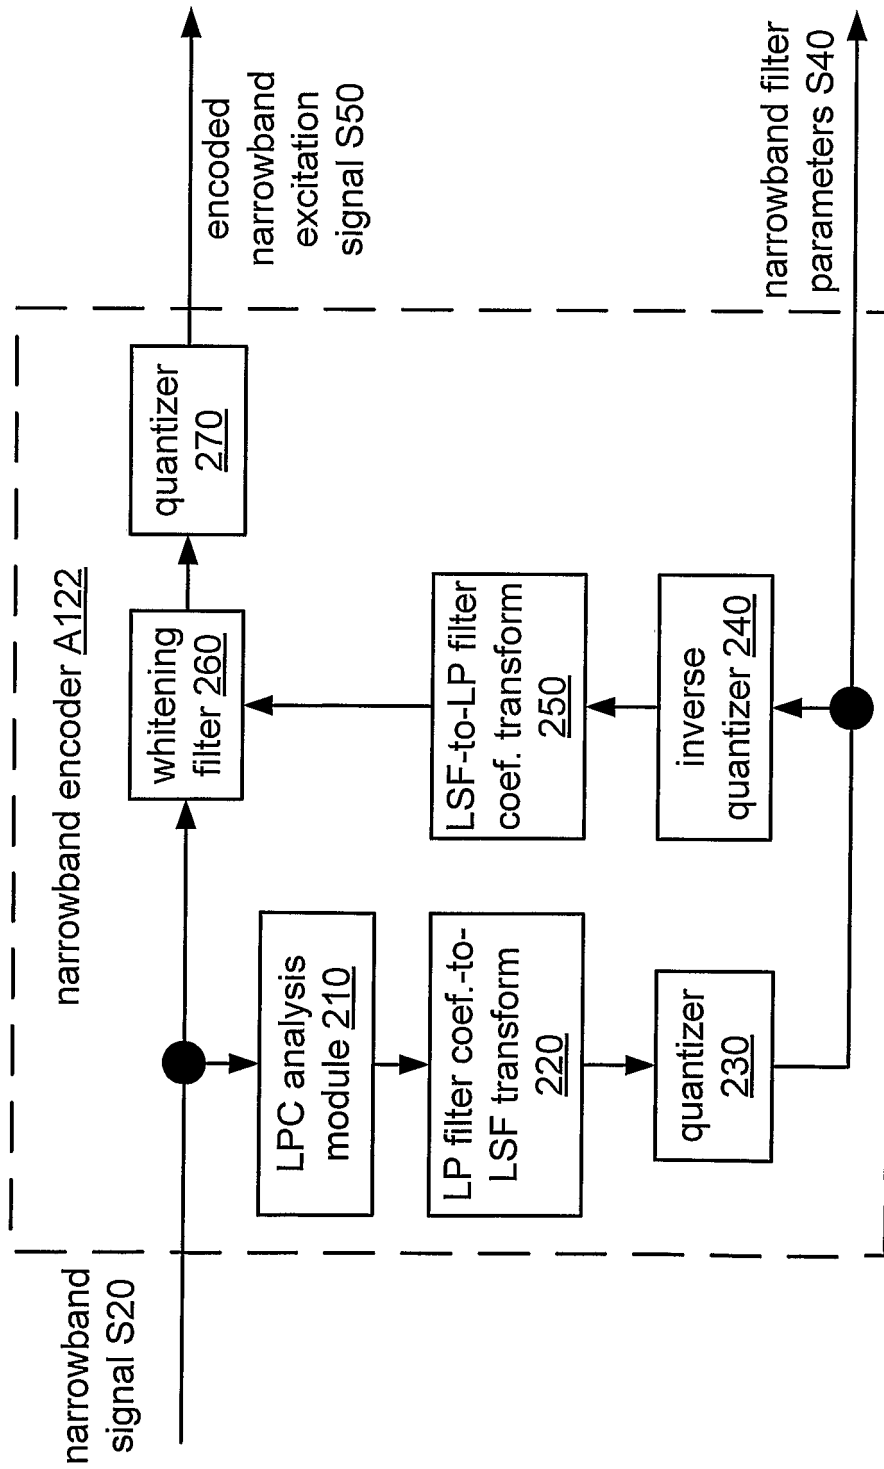 narrowband
signal S20
narrowband encoder A122
LPC analysis
module 210
LP filter coef.-to-
LSF transform
220
quantizer
230
whitening
filter 260
LSF-to-LP filter
coef. transform
250
inverse
quantizer 240
quantizer
270
encoded
narrowband
excitation
signal S50
narrowband filter
parameters S40